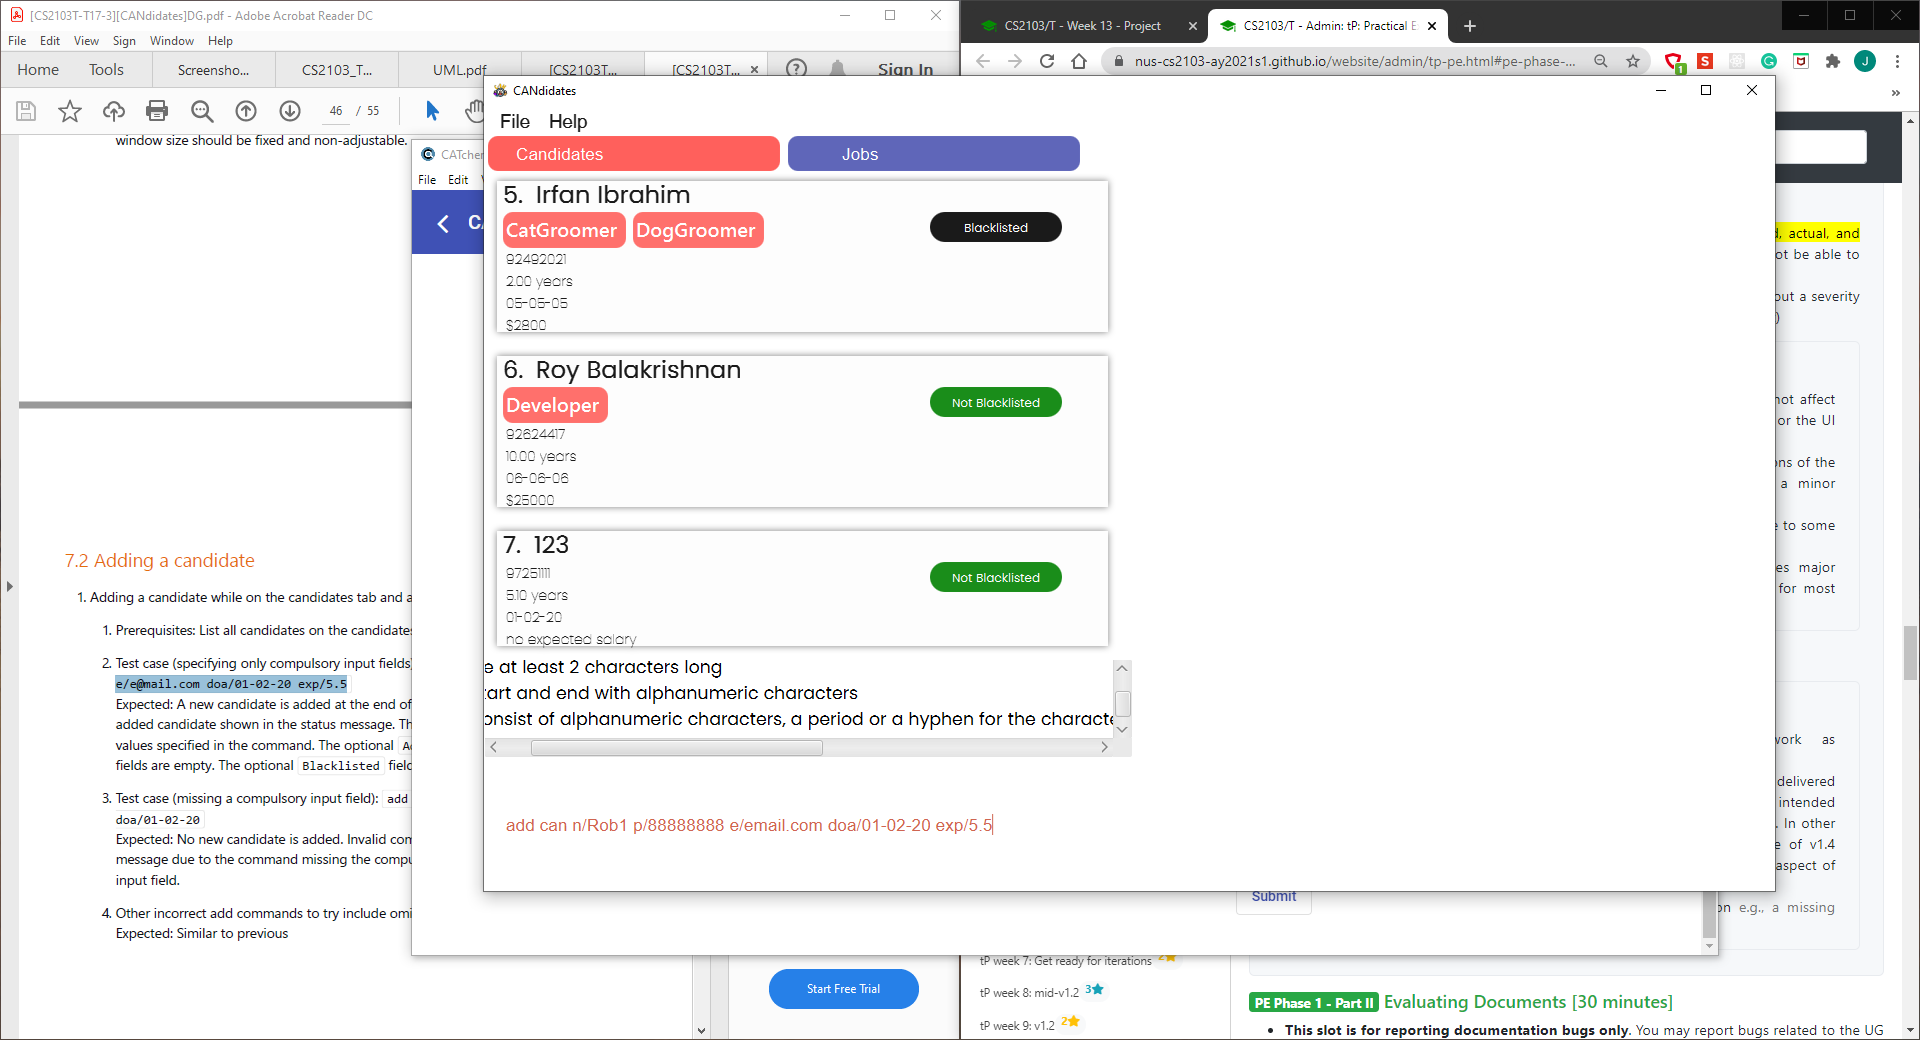 [CS2103T-T17-3][CANdidates]DG.pdf - Adobe Acrobat Reader DC
File Edit View Sign Window Help
Home Tools Screensho... CS2103_T... UML.pdf [CS2103T... [CS2103T... × Sign In
46 / 55
window size should be fixed and non-adjustable.
7.2 Adding a candidate
1. Adding a candidate while on the candidates tab and a
1. Prerequisites: List all candidates on the candidates
2. Test case (specifying only compulsory input fields)
e/e@mail.com doa/01-02-20 exp/5.5
Expected: A new candidate is added at the end of
added candidate shown in the status message. Th
values specified in the command. The optional
fields are empty. The optional Blacklisted field
3. Test case (missing a compulsory input field): add
doa/01-02-20
Expected: No new candidate is added. Invalid com
message due to the command missing the compu
input field.
4. Other incorrect add commands to try include omi
Expected: Similar to previous
Start Free Trial
CATcher
File Edit
CS2103/T - Week 13 - Project
CS2103/T - Admin: tP: Practical E
nus-cs2103-ay2021s1.github.io/website/admin/tp-pe.html#pe-phase-...
J
CANdidates
File Help
Candidates
Jobs
5. Irfan Ibrahim
CatGroomer DogGroomer
Blacklisted
92492021
2.00 years
05-05-05
$2800
6. Roy Balakrishnan
Developer
Not Blacklisted
92624417
10.00 years
06-06-06
$25000
7. 123
Not Blacklisted
97251111
5.10 years
01-02-20
no expected salary
e at least 2 characters long
tart and end with alphanumeric characters
onsist of alphanumeric characters, a period or a hyphen for the characte
add can n/Rob1 p/88888888 e/email.com doa/01-02-20 exp/5.5
d, actual, and
ot be able to
out a severity
)
not affect
or the UI
ons of the
a minor
e to some
es major
for most
work as
delivered
intended
. In other
e of v1.4
aspect of
on e.g., a missing
Submit
tP week 7: Get ready for iterations 2
tP week 8: mid-v1.2 3
tP week 9: v1.2 2
PE Phase 1 - Part II Evaluating Documents [30 minutes]
This slot is for reporting documentation bugs only. You may report bugs related to the UG